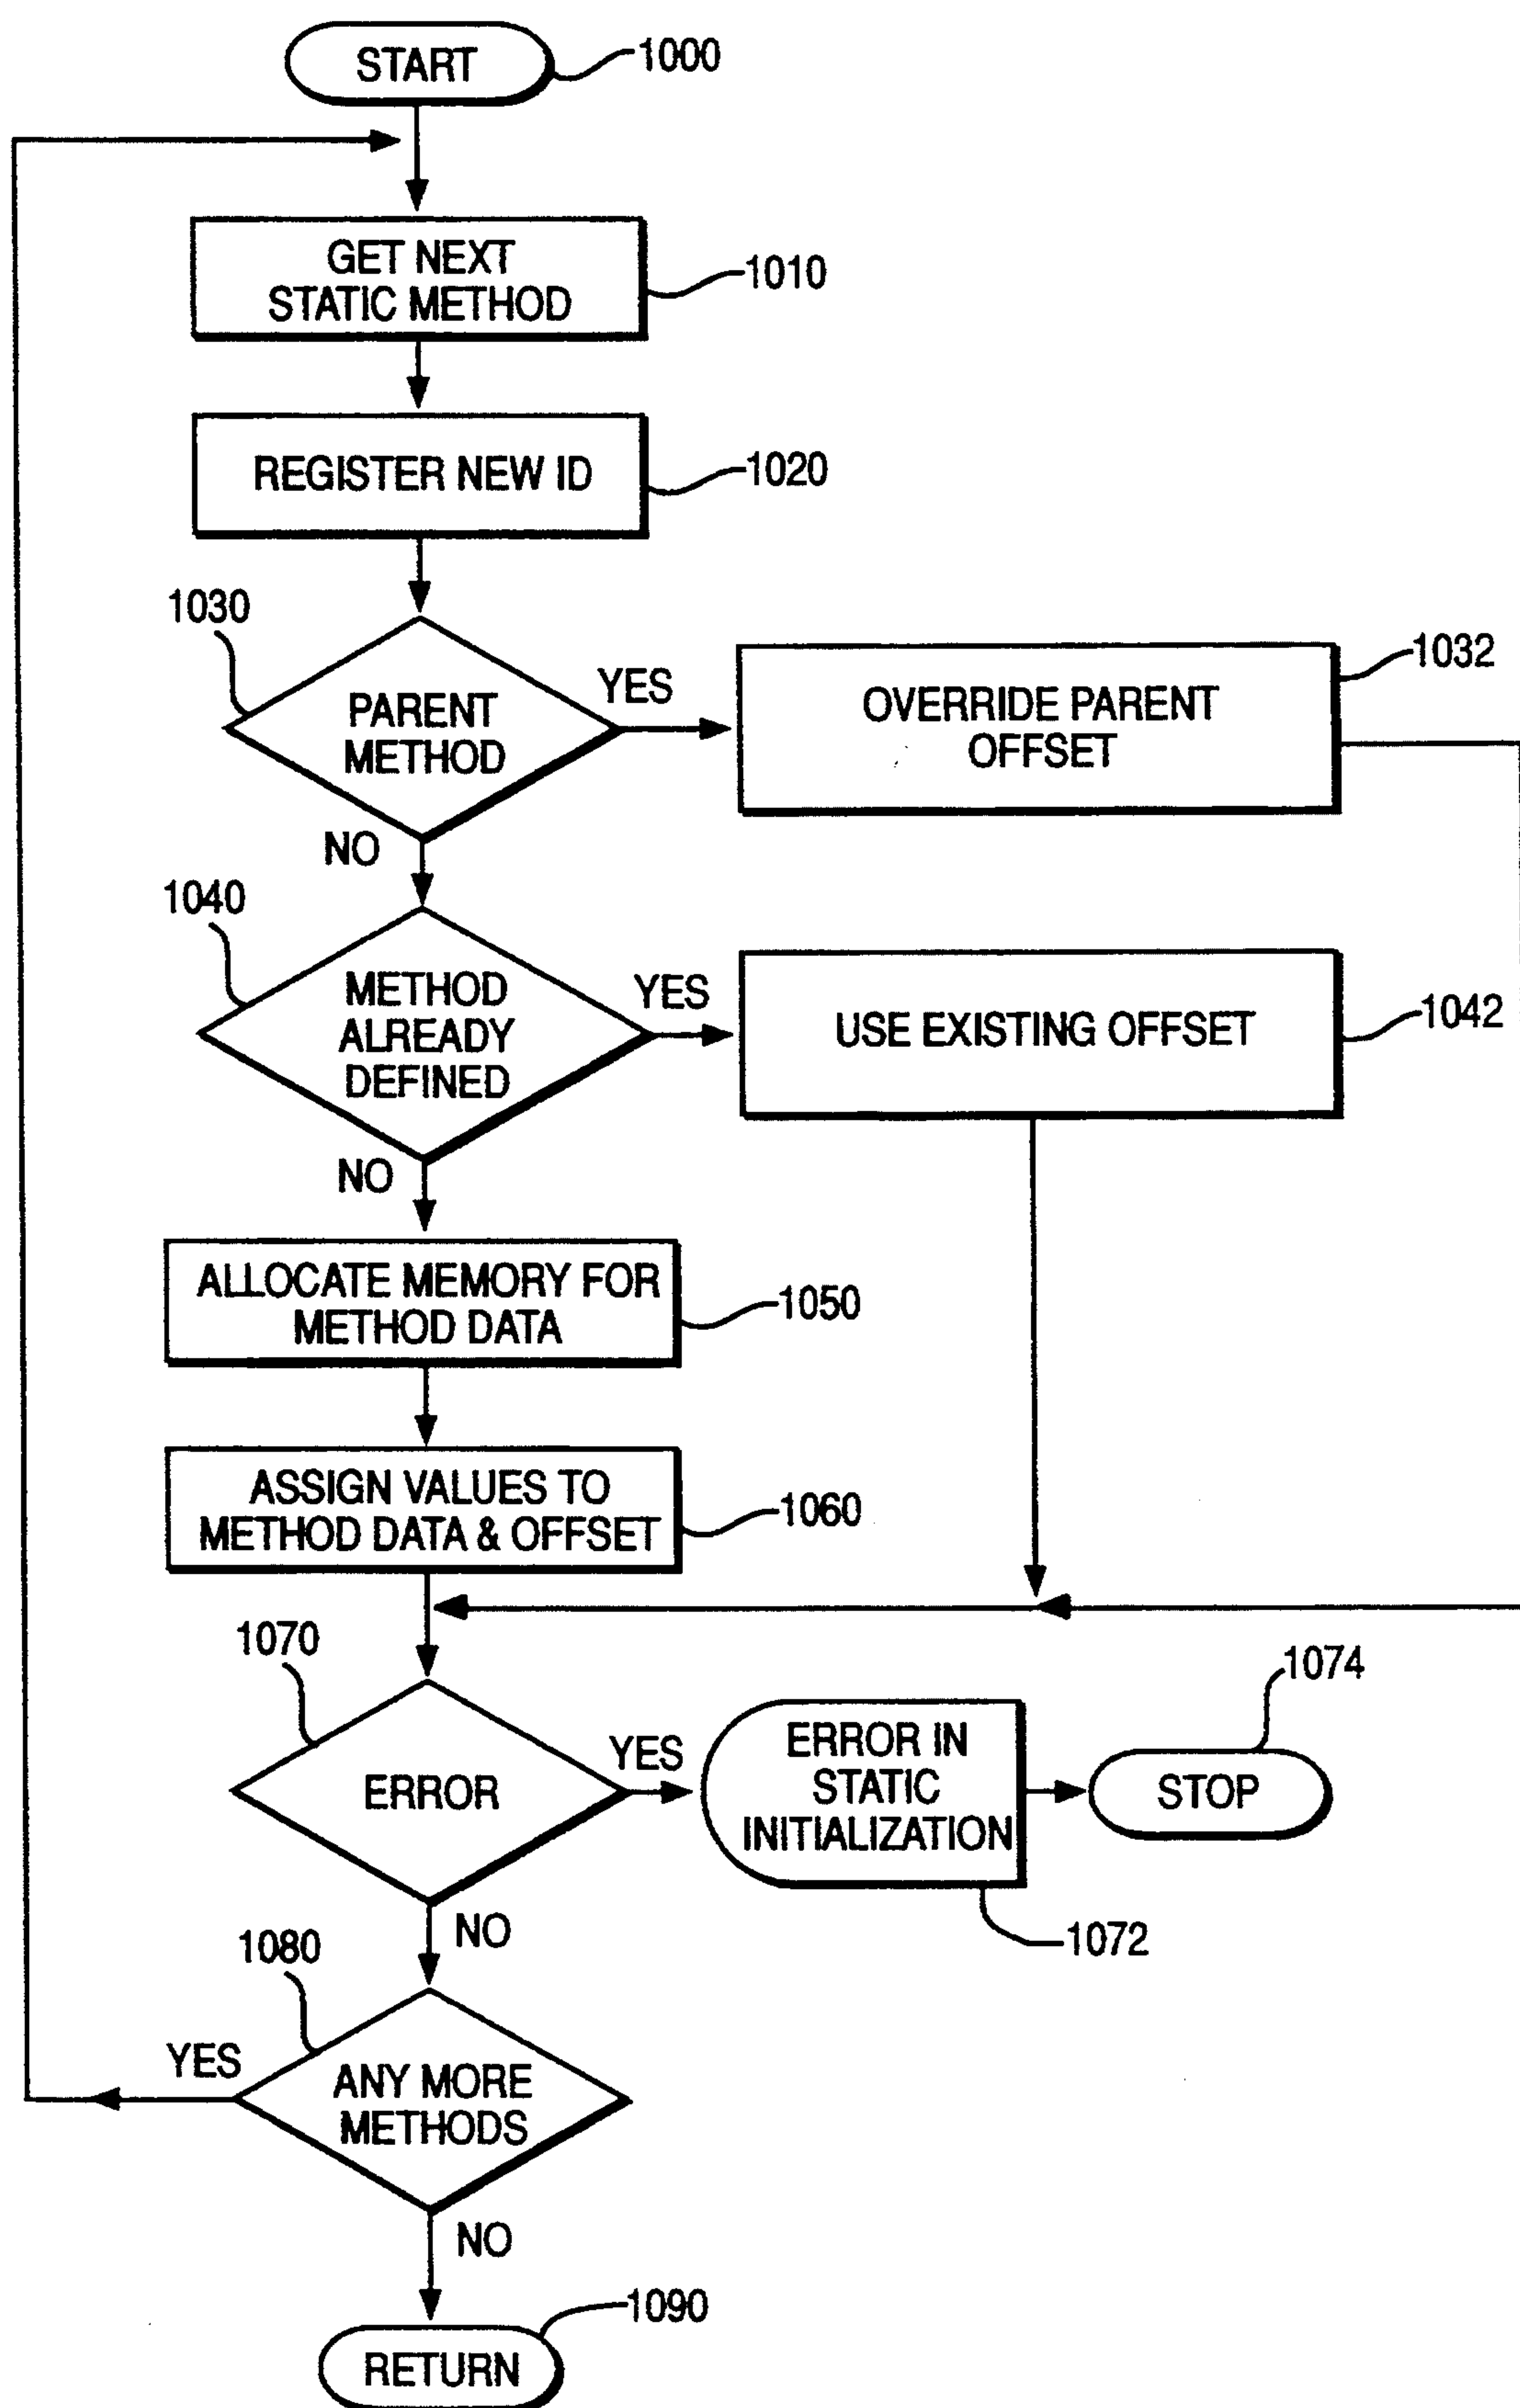 START
1000
GET NEXT
STATIC METHOD
1010
REGISTER NEW ID
1020
1030
PARENT
METHOD
YES
OVERRIDE PARENT
OFFSET
1032
NO
1040
METHOD
ALREADY
DEFINED
YES
USE EXISTING OFFSET
1042
NO
ALLOCATE MEMORY FOR
METHOD DATA
1050
ASSIGN VALUES TO
METHOD DATA & OFFSET
1060
1070
ERROR
YES
ERROR IN
STATIC
INITIALIZATION
1072
STOP
1074
NO
1080
ANY MORE
METHODS
YES
NO
RETURN
1090